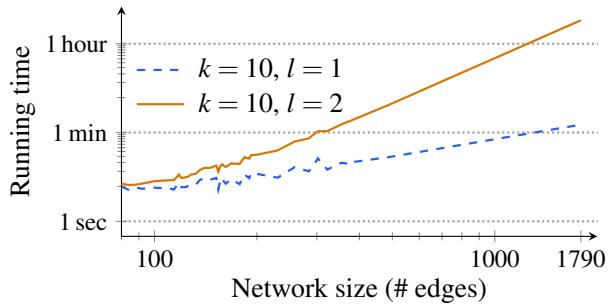 1 hour
k = 10, l = 1
k = 10, l = 2
1 min
1 sec
Running time
100
1000
1790
Network size (# edges)